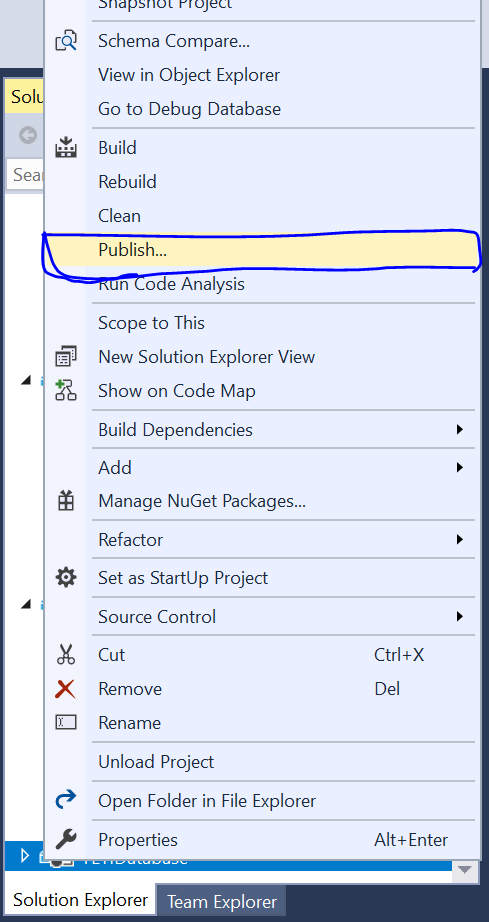 Snapshot Project
Schema Compare...
View in Object Explorer
Go to Debug Database
Solu
Build
Sear
Rebuild
Clean
Publish...
Run Code Analysis
Scope to This
New Solution Explorer View
Show on Code Map
Build Dependencies
Add
Manage NuGet Packages...
Refactor
Set as StartUp Project
Source Control
Cut Ctrl+X
Remove Del
Rename
Unload Project
Open Folder in File Explorer
Properties Alt+Enter
Solution Explorer Team Explorer